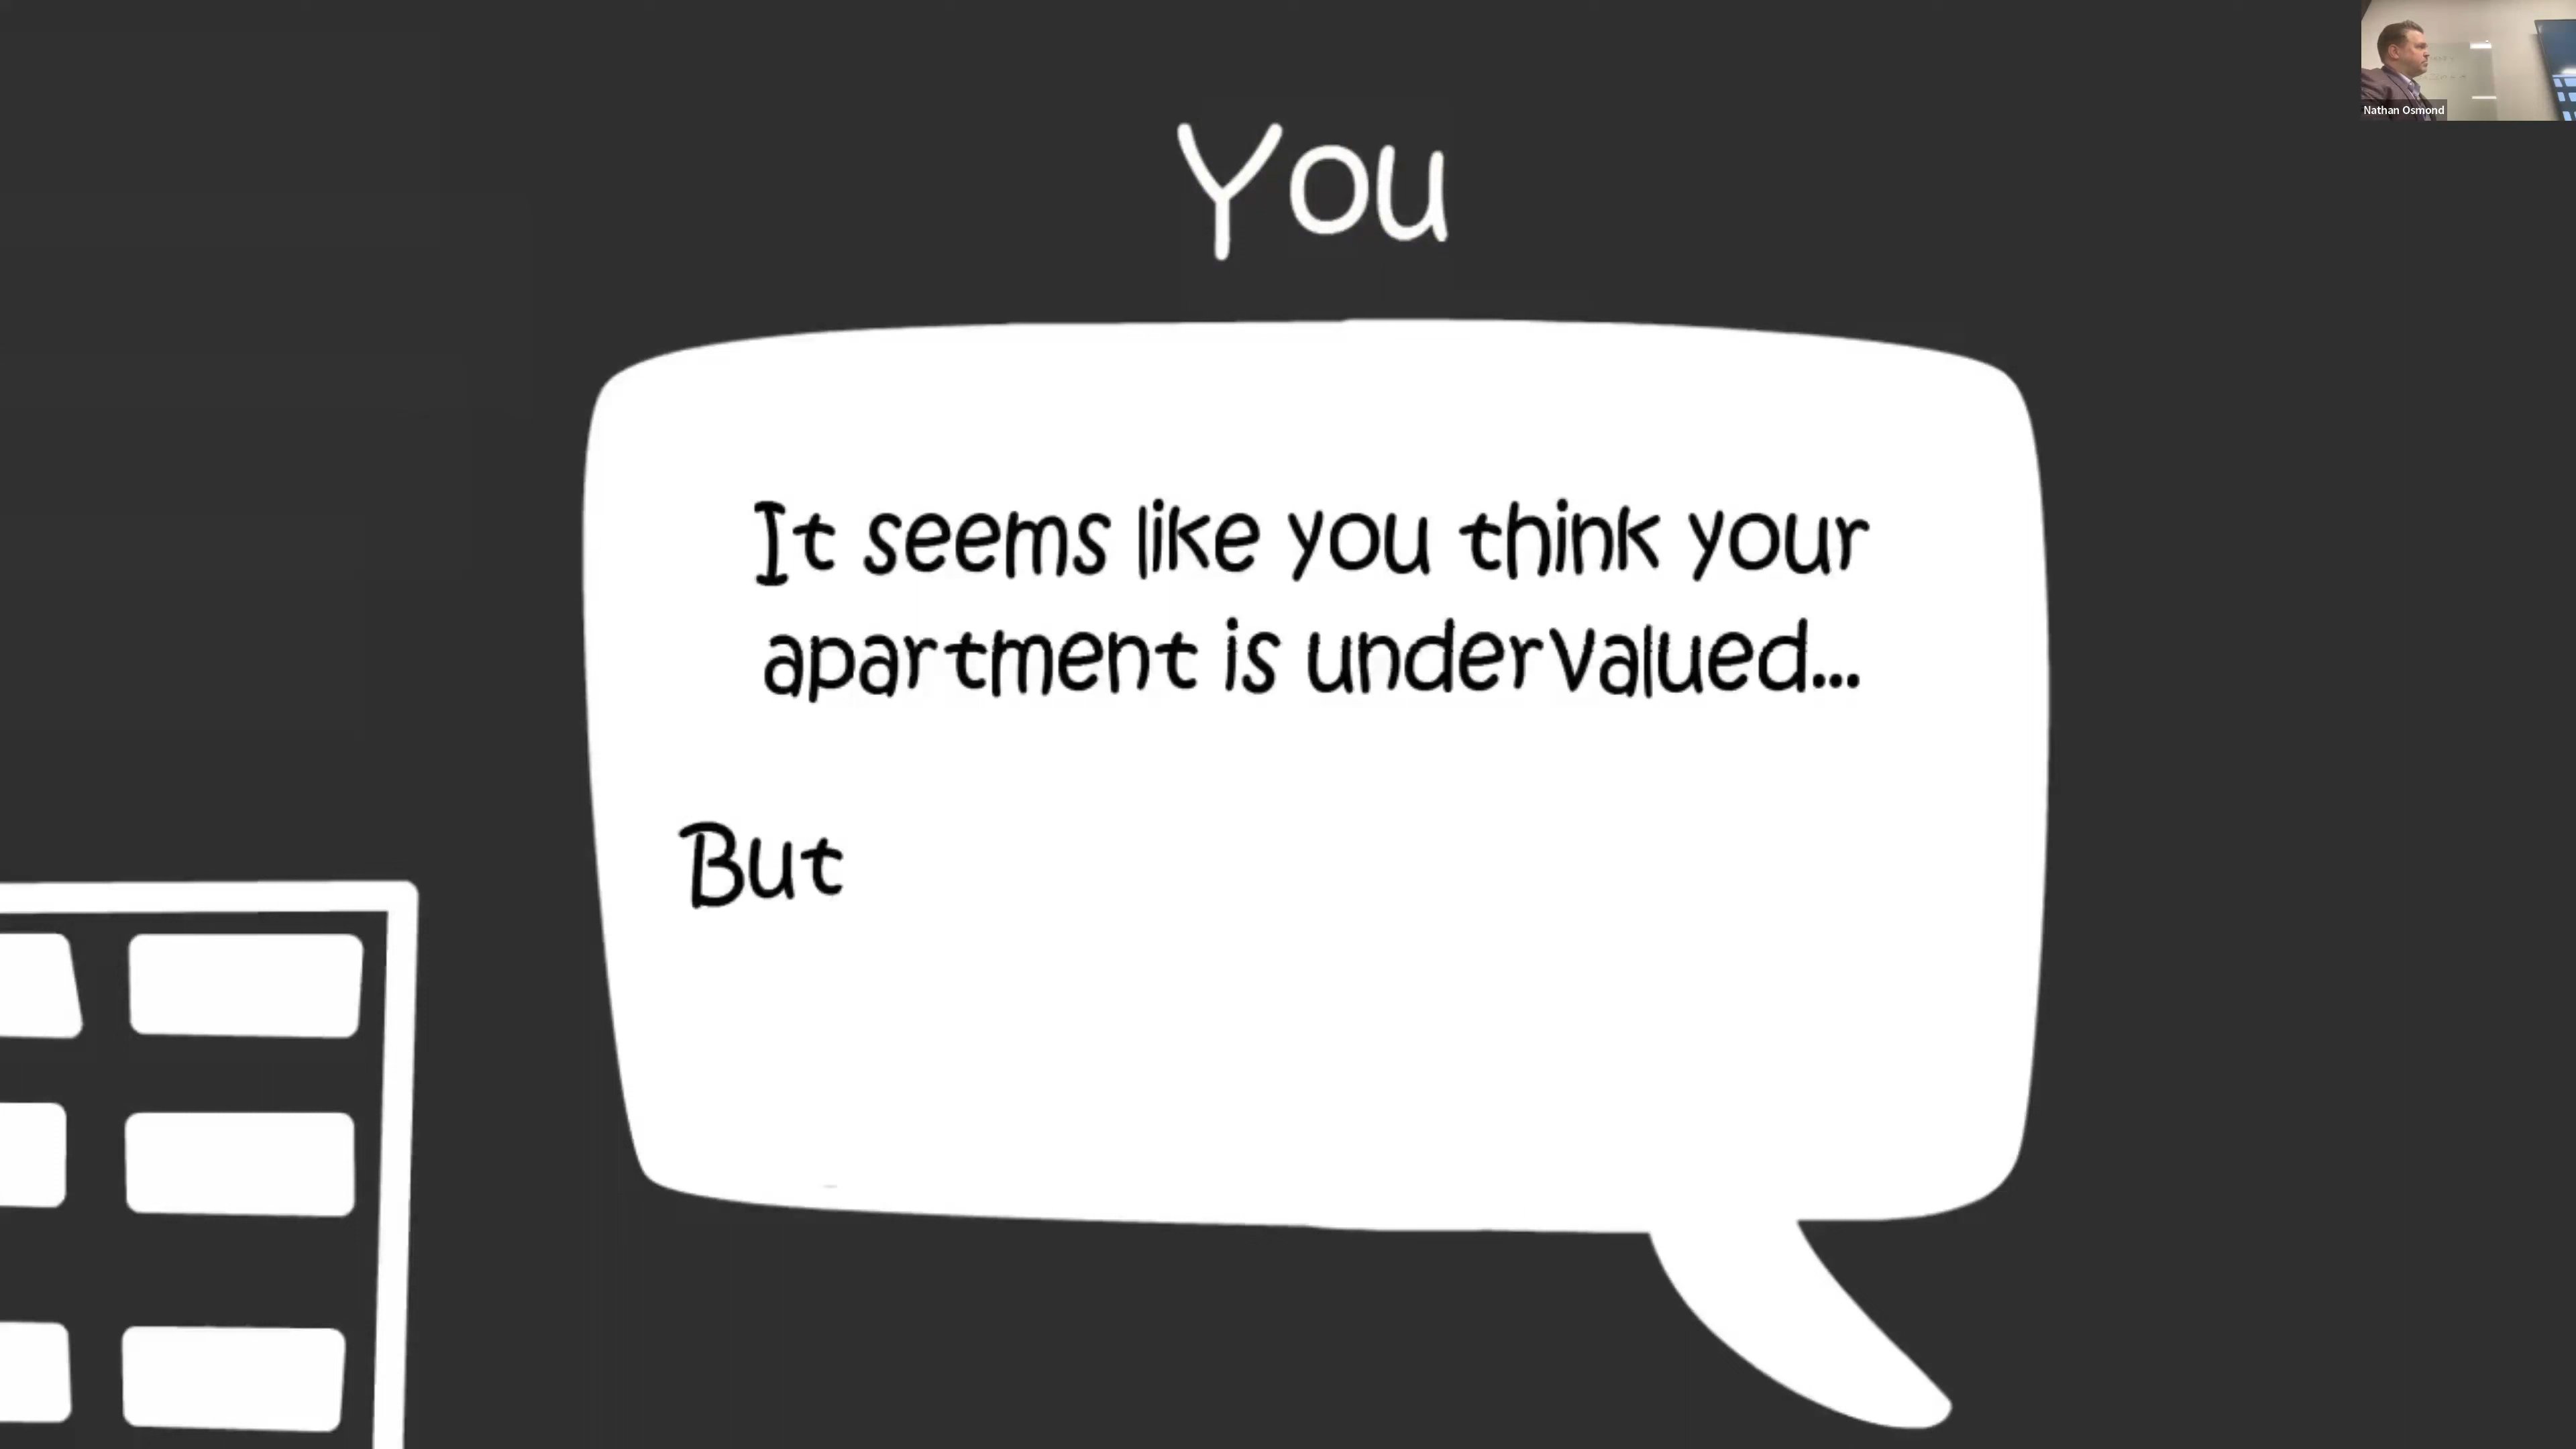 Nathan Osmond
You
It seems like you think your
apartment is undervalued...
But